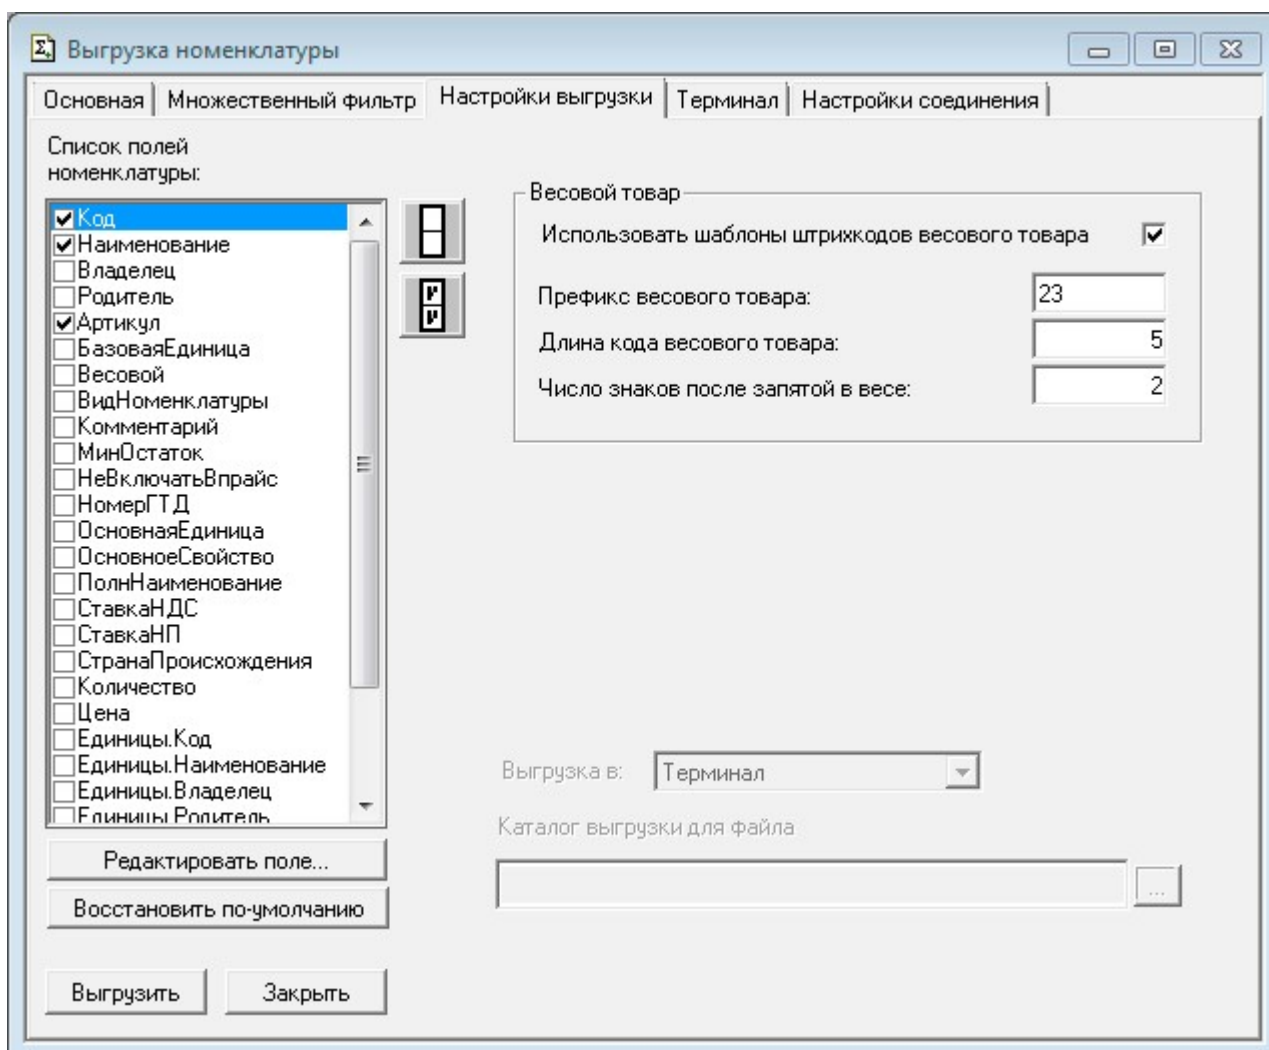 Выгрузка номенклатуры
Основная Множественный фильтр Настройки выгрузки Терминал Настройки соединения
Список полей
номенклатуры:
Код
Наименование
Владелец
Родитель
Артикул
БазоваяЕдиница
Весовой
ВидНоменклатуры
Комментарий
МинОстаток
НеВключатьВпрайс
НомерГТД
ОсновнаяЕдиница
ОсновноеСвойство
ПолнНаименование
СтавкаНДС
СтавкаНП
СтранаПроисхождения
Количество
Цена
Единицы.Код
Единицы.Наименование
Единицы.Владелец
Единицы.Родитель
Редактировать поле...
Восстановить по-умолчанию
Выгрузить Закрыть
Весовой товар
Использовать шаблоны штрихкодов весового товара
Префикс весового товара: 23
Длина кода весового товара: 5
Число знаков после запятой в весе: 2
Выгрузка в: Терминал
Каталог выгрузки для файла
...